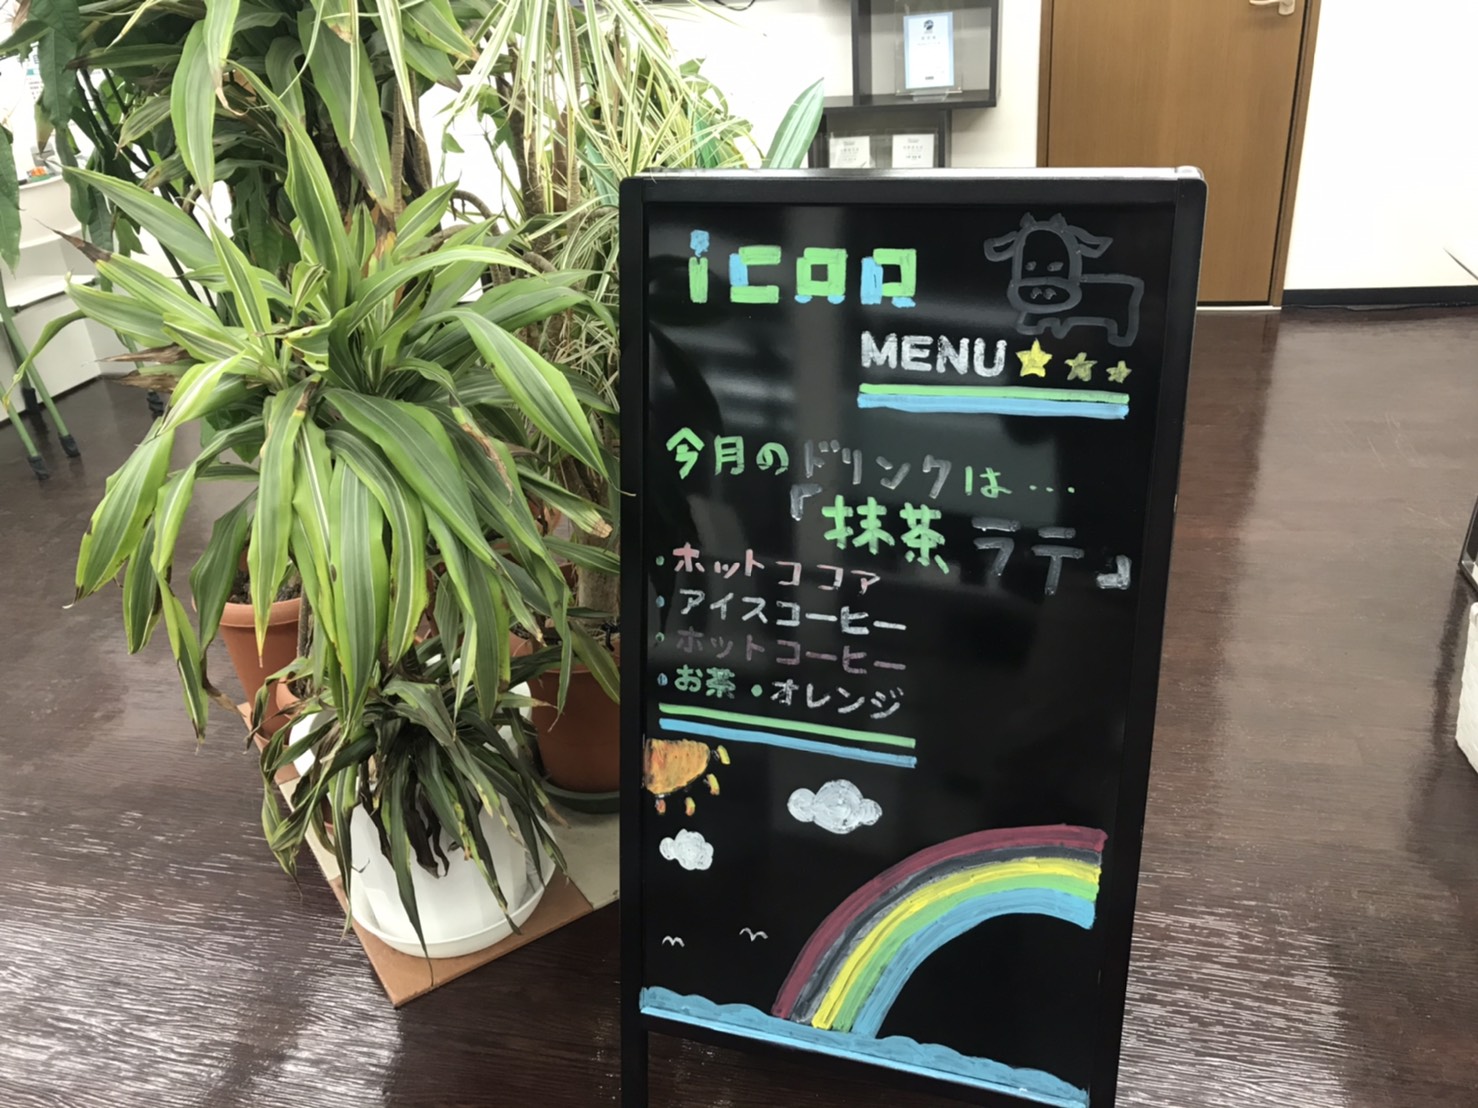 icoro
MENU
今月のドリンクは…
『抹茶ラテ』
・ホットココア
・アイスコーヒー
・ホットコーヒー
・お茶・オレンジ